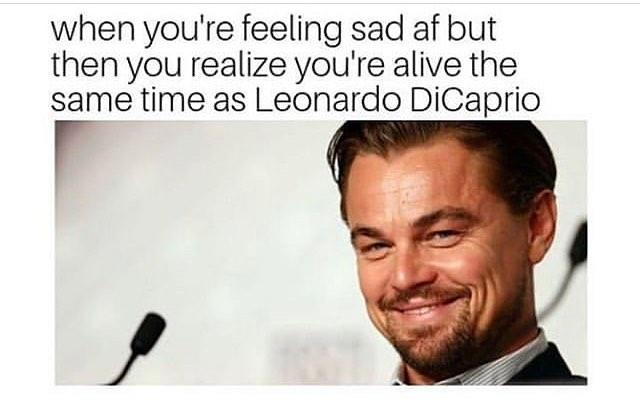 when you're feeling sad af but
then you realize you're alive the
same time as Leonardo DiCaprio